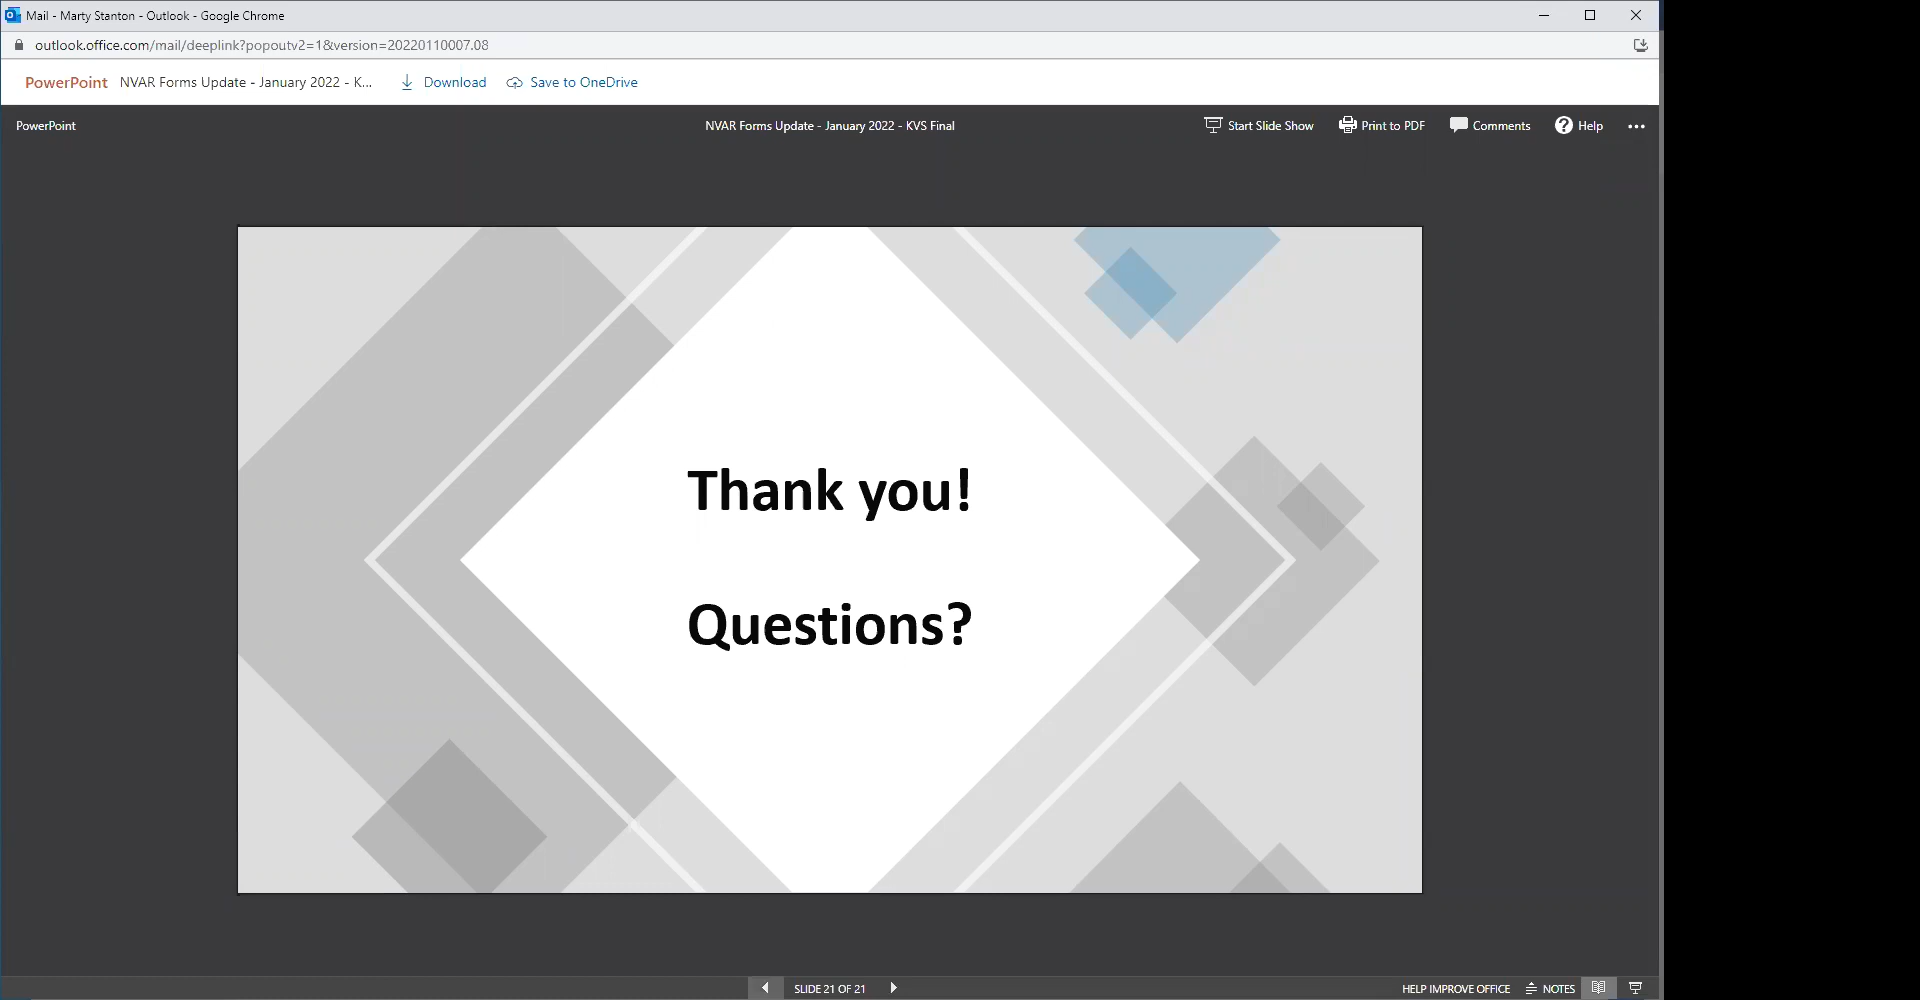 Mail - Marty Stanton - Outlook - Google Chrome
outlook.office.com/mail/deeplink?popoutv2=1&version=20220110007.08
PowerPoint NVAR Forms Update - January 2022 - K... Download Save to OneDrive
PowerPoint NVAR Forms Update - January 2022 - KVS Final Start Slide Show Print to PDF Comments Help ...
Thank you!
Questions?
SLIDE 21 OF 21 HELP IMPROVE OFFICE NOTES